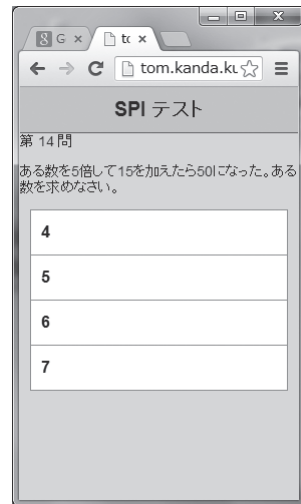 G
tc
tom.kanda.kt
SPI テスト
第 14 問
ある数を5倍して15を加えたら50になった。ある
数を求めなさい。
4
5
6
7